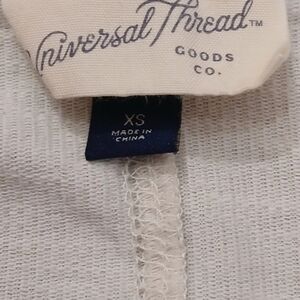 Universal Thread™
GOODS
CO.
XS
MADE IN
CHINA